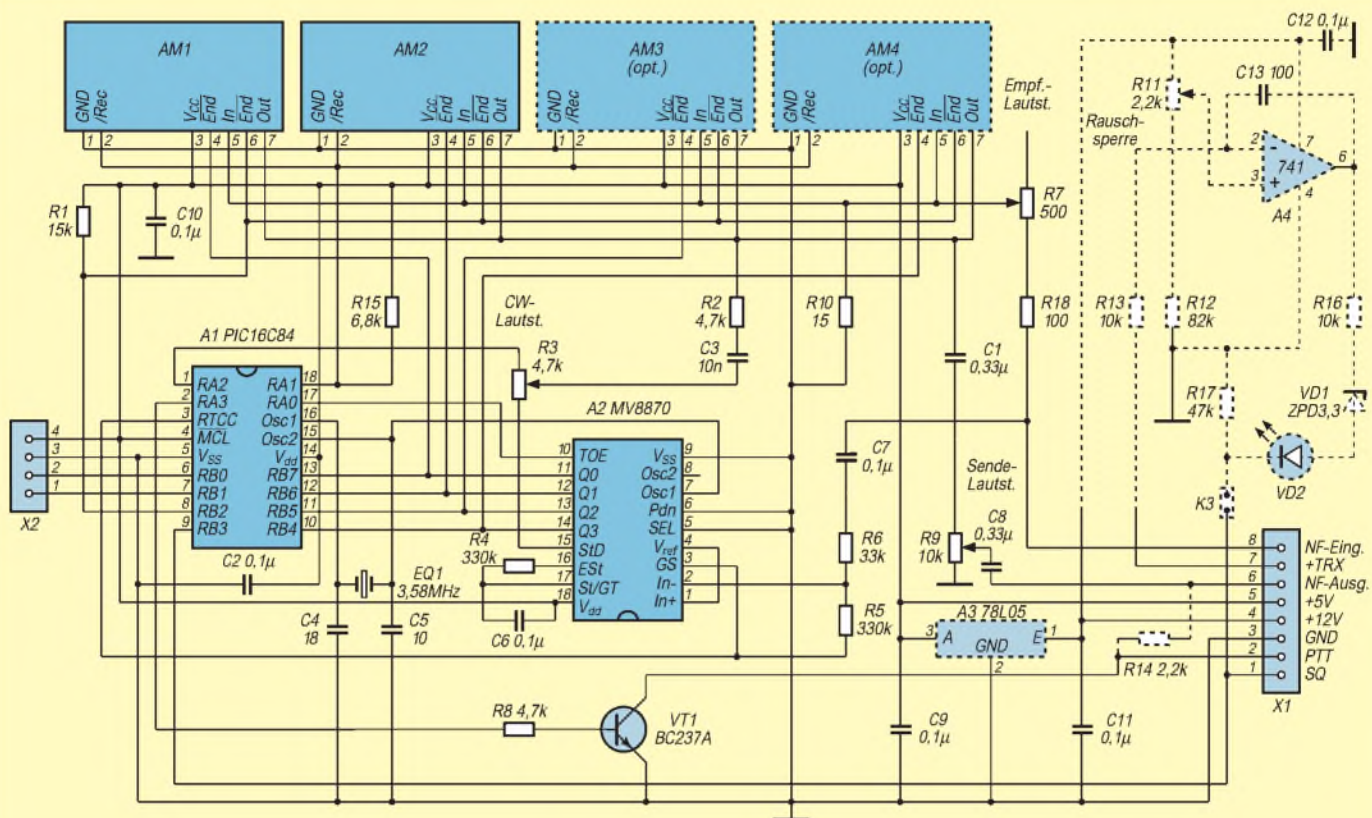 AM1
AM2
AM3
(opt.)
AM4
(opt.)
GND
/Rec
Vcc
End
In
End
Out
1 2 3 4 5 6 7
GND
/Rec
Vcc
End
In
End
Out
1 2 3 4 5 6 7
GND
/Rec
Vcc
End
In
End
Out
1 2 3 4 5 6 7
GND
/Rec
Vcc
End
In
End
Out
1 2 3 4 5 6 7
Empf.-
Lautst.
C12 0,1µ
R11
2,2k
C13 100
Rausch-
sperre
2
3
-
+
741
7
4
6
A4
R1
15k
C10
0,1µ
R7
500
R15
6,8k
CW-
Lautst.
R3
4,7k
R2
4,7k
C3
10n
R10
15
C1
0,33µ
R18
100
R13
10k
R12
82k
R16
10k
R17
47k
VD1
ZPD3,3
VD2
K3
A1 PIC16C84
1 RA2 RA1 18
2 RA3 RA0 17
3 RTCC Osc1 16
4 MCL Osc2 15
5 Vss Vdd 14
6 RB0 RB7 13
7 RB1 RB6 12
8 RB2 RB5 11
9 RB3 RB4 10
4
3
2
1
X2
A2 MV8870
10 TOE Vss 9
11 Q0 Osc2 8
12 Q1 Osc1 7
13 Q2 Pdn 6
14 Q3 SEL 5
15 StD Vref 4
16 ESt GS 3
17 St/GT In- 2
18 Vdd In+ 1
R4
330k
C2 0,1µ
EQ1
3,58MHz
C4
18
C5
10
C6 0,1µ
C7
0,1µ
R6
33k
R5
330k
Sende-
Lautst.
R9
10k
C8
0,33µ
A3 78L05
3 A GND E 1
2
R14 2,2k
8 NF-Eing.
7 +TRX
6 NF-Ausg.
5 +5V
4 +12V
3 GND
2 PTT
1 SQ
X1
R8 4,7k
VT1
BC237A
C9
0,1µ
C11
0,1µ